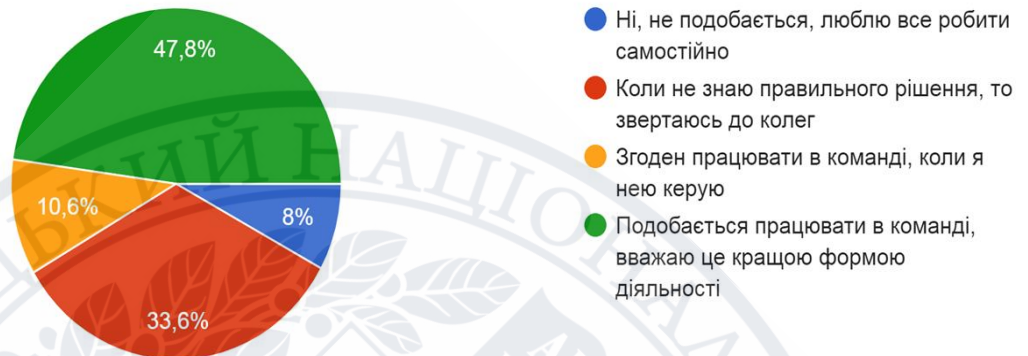 47,8%
10,6%
8%
33,6%
Ні, не подобається, люблю все робити
самостійно
Коли не знаю правильного рішення, то
звертаюсь до колег
Згоден працювати в команді, коли я
нею керую
Подобається працювати в команді,
вважаю це кращою формою
діяльності